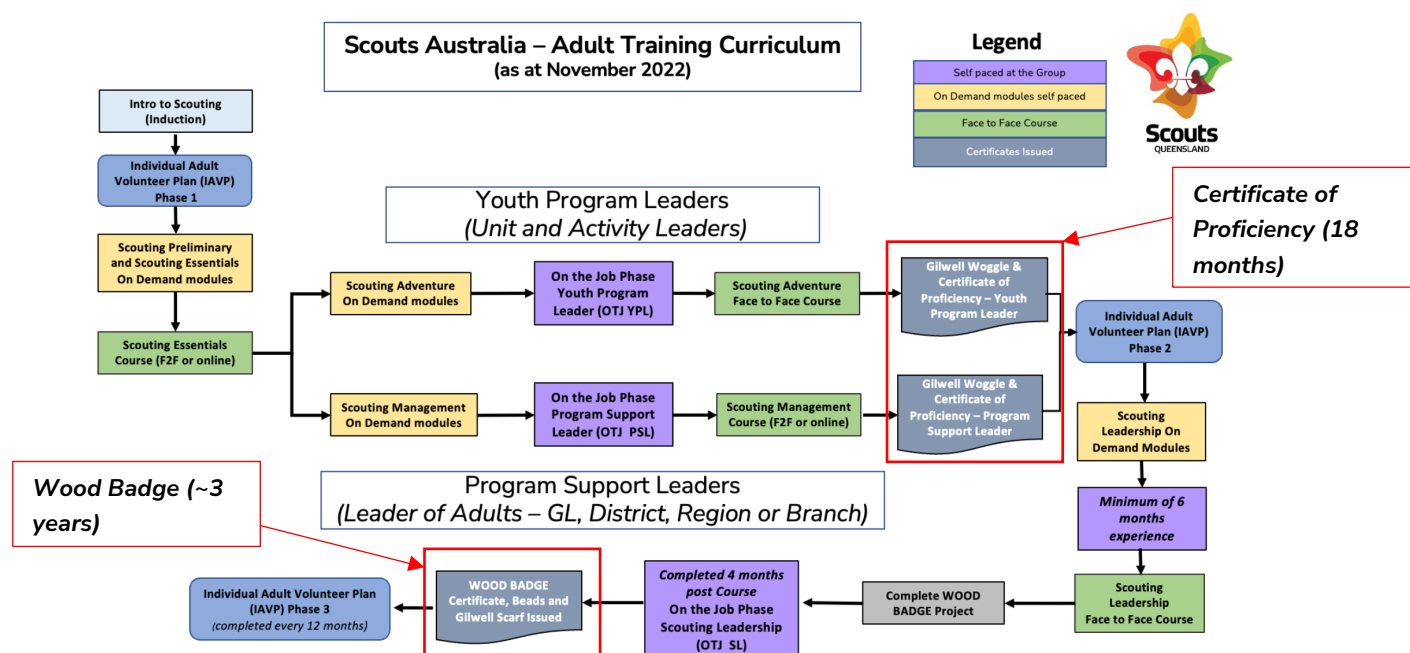 Scouts Australia – Adult Training Curriculum
(as at November 2022)
Legend
Self paced at the Group
On Demand modules self paced
Face to Face Course
Certificates Issued
Scouts
QUEENSLAND
Intro to Scouting
(Induction)
Individual Adult
Volunteer Plan (IAVP)
Phase 1
Scouting Preliminary
and Scouting Essentials
On Demand modules
Scouting Essentials
Course (F2F or online)
Youth Program Leaders
(Unit and Activity Leaders)
Certificate of
Proficiency (18
months)
Scouting Adventure
On Demand modules
On the Job Phase
Youth Program
Leader (OTJ YPL)
Scouting Adventure
Face to Face Course
Gilwell Woggle &
Certificate of
Proficiency – Youth
Program Leader
Scouting Management
On Demand modules
On the Job Phase
Program Support
Leader (OTJ  PSL)
Scouting Management
Course (F2F or online)
Gilwell Woggle &
Certificate of
Proficiency – Program
Support Leader
Individual Adult
Volunteer Plan (IAVP)
Phase 2
Scouting
Leadership On
Demand Modules
Minimum of 6
months
experience
Scouting
Leadership
Face to Face Course
Wood Badge (~3
years)
Program Support Leaders
(Leader of Adults – GL, District, Region or Branch)
Complete WOOD
BADGE Project
Completed 4 months
post Course
On the Job Phase
Scouting Leadership
(OTJ  SL)
WOOD BADGE
Certificate, Beads and
Gilwell Scarf Issued
Individual Adult Volunteer Plan
(IAVP) Phase 3
(completed every 12 months)